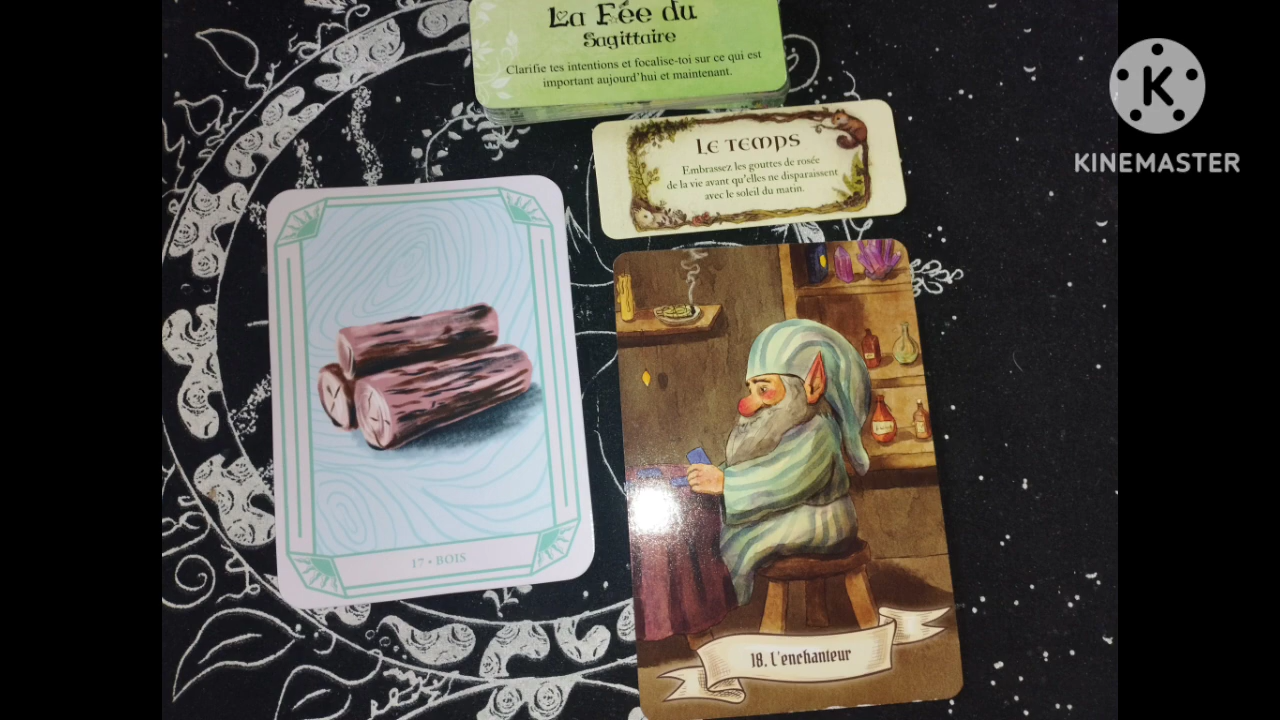 La Fée du
Sagittaire
Clarifie tes intentions et focalise-toi sur ce qui est
important aujourd'hui et maintenant.
LE TEMPS
Embrassez les gouttes de rosée
de la vie avant qu'elles ne disparaissent
avec le soleil du matin.
17 • BOIS
18. L'enchanteur
K
KINEMASTER